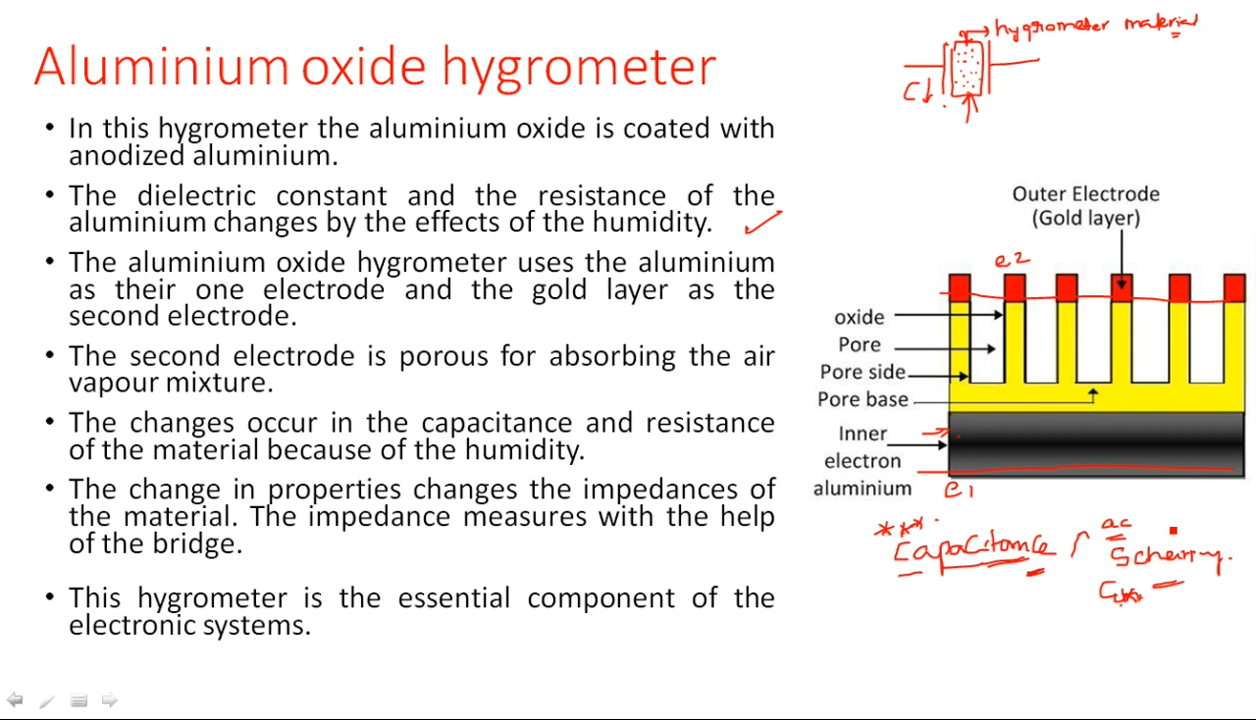 hygrometer material
C↓
Aluminium oxide hygrometer
• In this hygrometer the aluminium oxide is coated with
anodized aluminium.
• The dielectric constant and the resistance of the
aluminium changes by the effects of the humidity.
• The aluminium oxide hygrometer uses the aluminium
as their one electrode and the gold layer as the
second electrode.
• The second electrode is porous for absorbing the air
vapour mixture.
• The changes occur in the capacitance and resistance
of the material because of the humidity.
• The change in properties changes the impedances of
the material. The impedance measures with the help
of the bridge.
• This hygrometer is the essential component of the
electronic systems.
Outer Electrode
(Gold layer)
e2
oxide
Pore
Pore side
Pore base
Inner
electron
aluminium
e1
***
Capacitance
ac